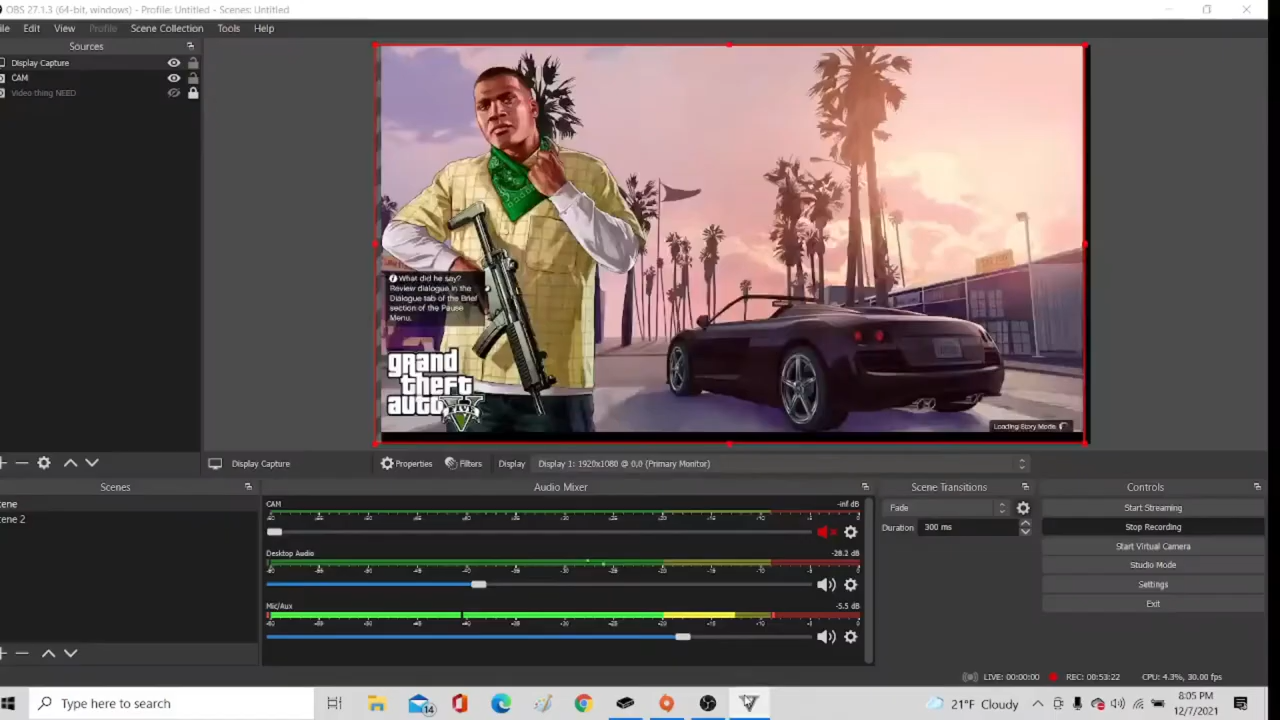 OBS 27.1.3 (64-bit, windows) - Profile: Untitled - Scenes: Untitled
ile Edit View Profile Scene Collection Tools Help
Sources
Display Capture
CAM
Video thing NEED
What did he say?
Review dialogue in the
Dialogue tab of the Brief
section of the Pause
Menu.
grand
theft
auto
V
FIVE
Loading Story Mode
Display Capture Properties Filters Display Display 1: 1920x1080 @ 0,0 (Primary Monitor)
Scenes
cene
cene 2
Audio Mixer
CAM -inf dB
Desktop Audio -28.2 dB
Mic/Aux -5.5 dB
Scene Transitions
Fade
Duration 300 ms
Controls
Start Streaming
Stop Recording
Start Virtual Camera
Studio Mode
Settings
Exit
LIVE: 00:00:00 REC: 00:53:22 CPU: 4.3%, 30.00 fps
Type here to search
14
21°F Cloudy
8:05 PM
12/7/2021